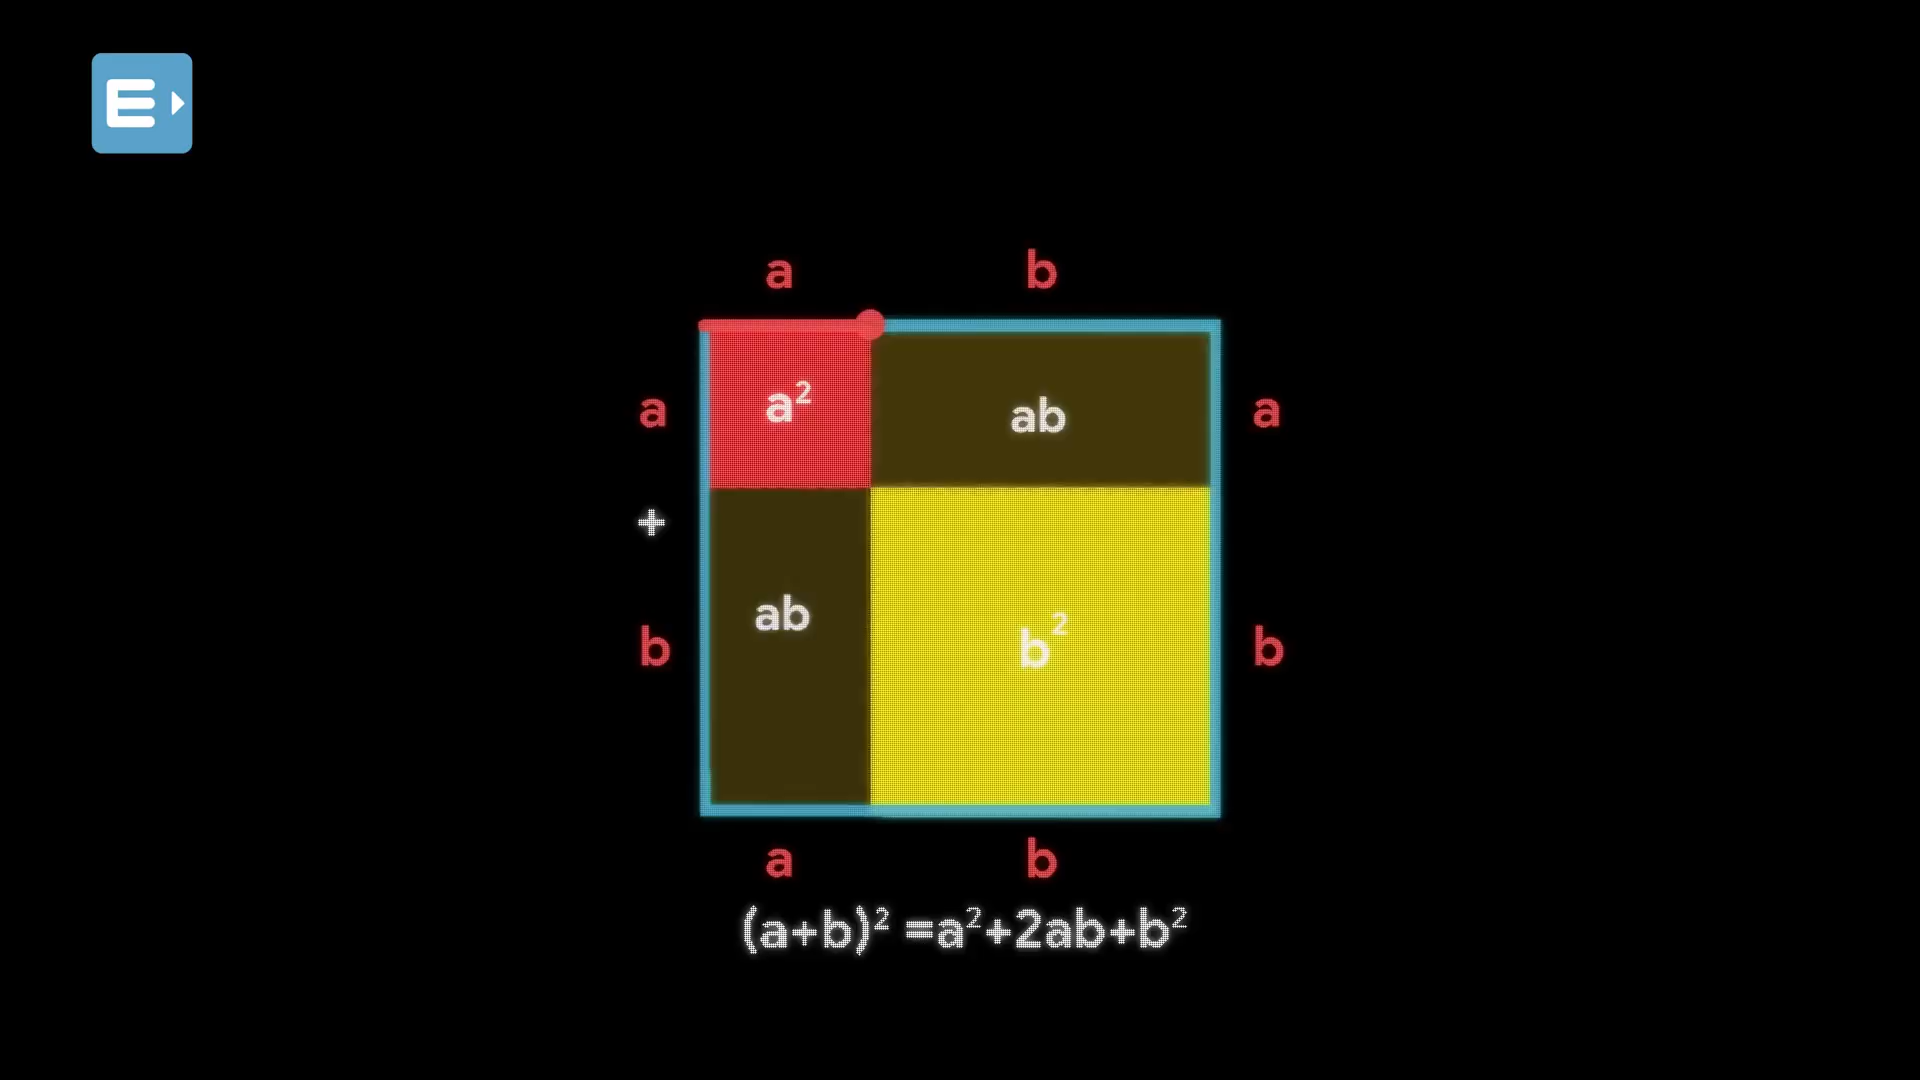 E
a b
a a² ab a
+
ab
b b² b
a b
(a+b)² =a²+2ab+b²